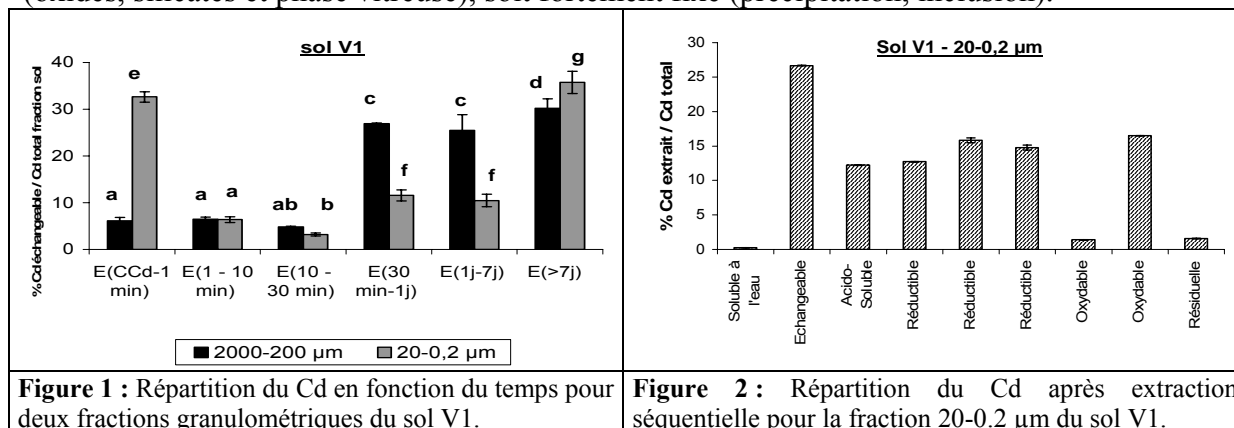 (oxides, silicates et phase vitreuse), soit fortement fixé (précipitation, inclusion).
sol V1
% Cd échangeable / Cd total fraction sol
40
30
20
10
0
a e
a a
ab b
c f
c f
d g
E(CCd-1 min)
E(1 - 10 min)
E(10 - 30 min)
E(30 min-1j)
E(1j-7j)
E(>7j)
2000-200 µm 20-0,2 µm
Figure 1 : Répartition du Cd en fonction du temps pour
deux fractions granulométriques du sol V1.
Sol V1 - 20-0,2 µm
% Cd extrait / Cd total
30
25
20
15
10
5
0
Soluble à l'eau
Echangeable
Acido-Soluble
Réductible
Réductible
Réductible
Oxydable
Oxydable
Résiduelle
Figure 2 : Répartition du Cd après extraction
séquentielle pour la fraction 20-0.2 µm du sol V1.